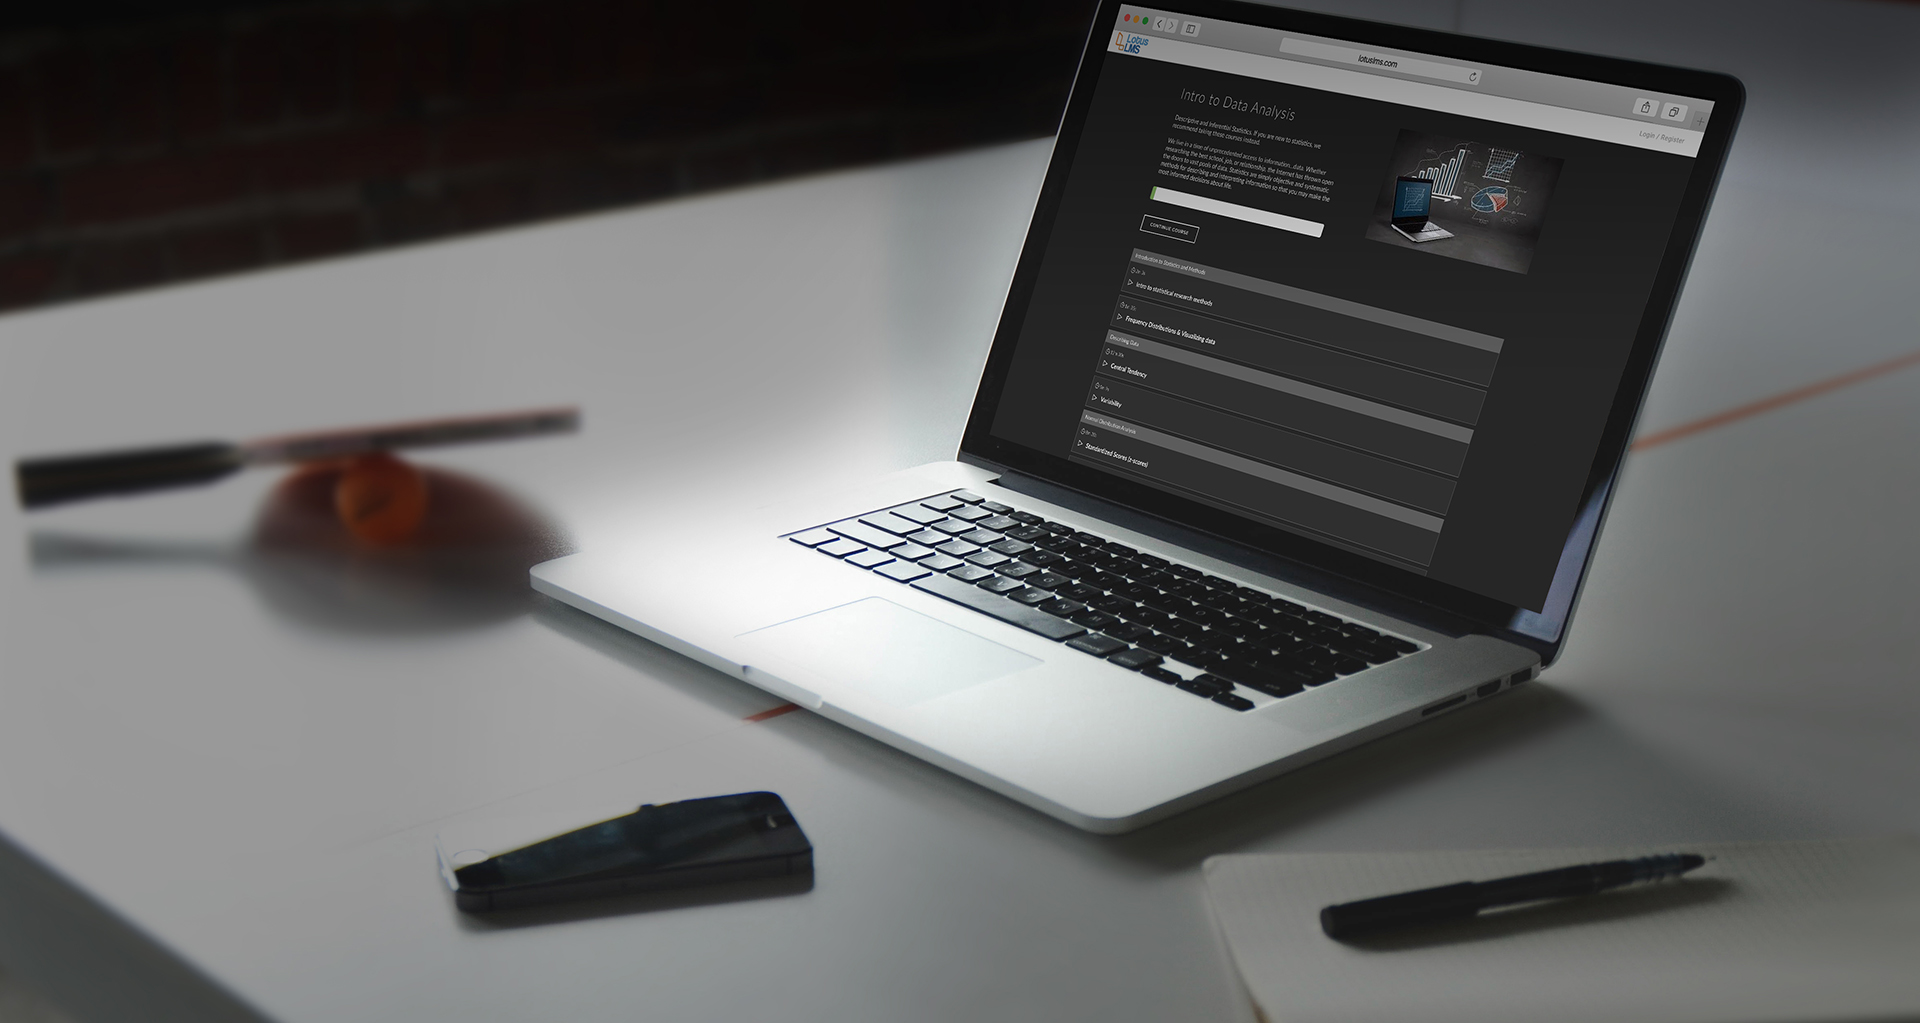 Lotus
LMS
lotuslms.com
Login / Register
Intro to Data Analysis
Descriptive and Inferential Statistics. If you are new to statistics, we
recommend taking these courses instead.
We live in a time of unprecedented access to information...data. Whether
researching the best school, job, or relationship, the Internet has thrown open
the doors to vast pools of data. Statistics are simply objective and systematic
methods for describing and interpreting information so that you may make the
most informed decisions about life.
CONTINUE COURSE
Introduction to Statistics and Methods
Intro to statistical research methods
Frequency Distributions & Visualizing data
Describing Data
Central Tendency
Variability
Normal Distribution Analysis
Standardized Scores (z-scores)